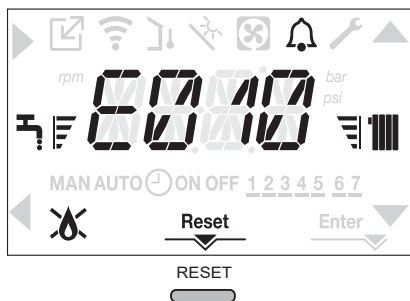 rpm
bar
psi
E010
MAN AUTO ON OFF 1 2 3 4 5 6 7
Reset
Enter
RESET